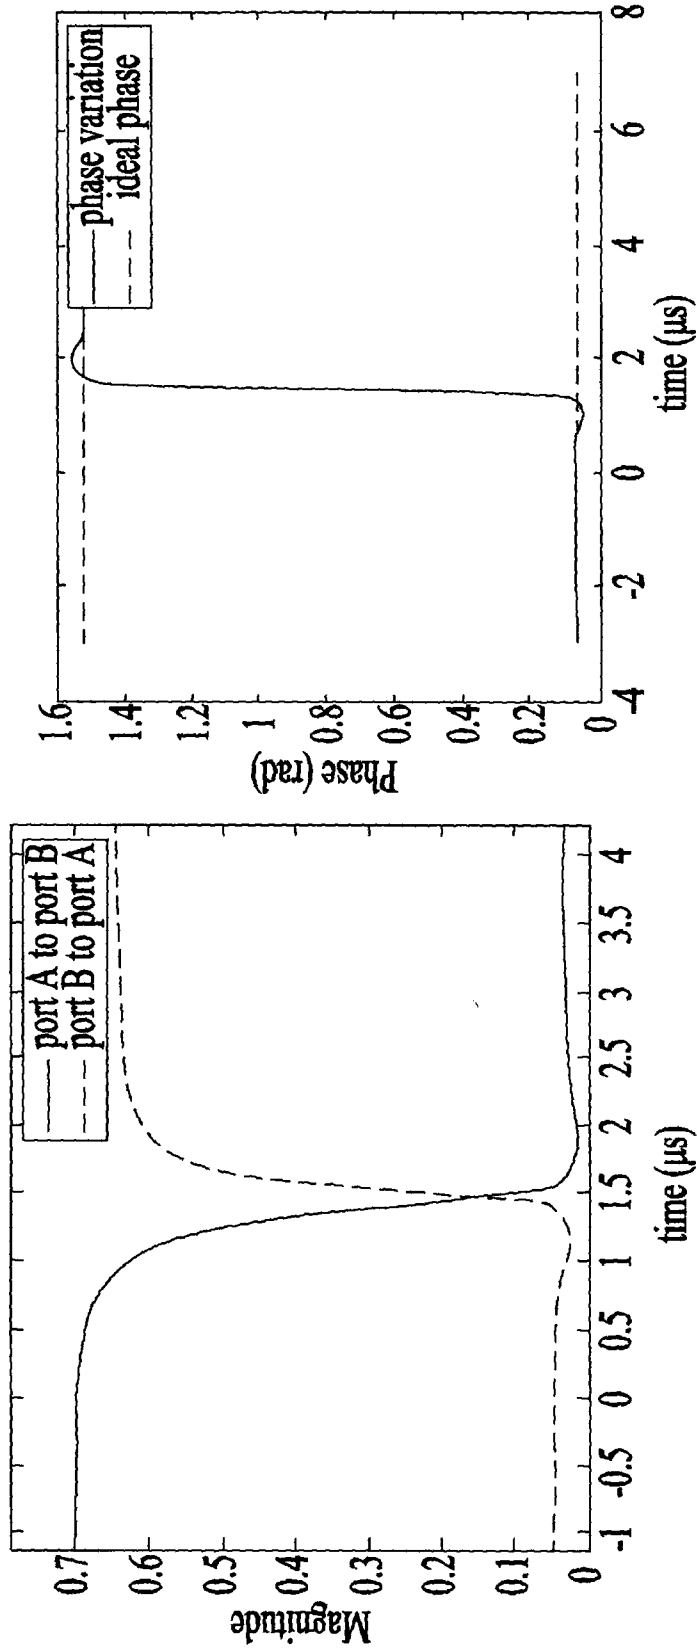 port A to port B
port B to port A
Magnitude
0.7
0.6
0.5
0.4
0.3
0.2
0.1
0
-1 -0.5 0 0.5 1 1.5 2 2.5 3 3.5 4
time (μs)
phase variation
ideal phase
Phase (rad)
1.6
1.4
1.2
1
0.8
0.6
0.4
0.2
0
-4 -2 0 2 4 6 8
time (μs)